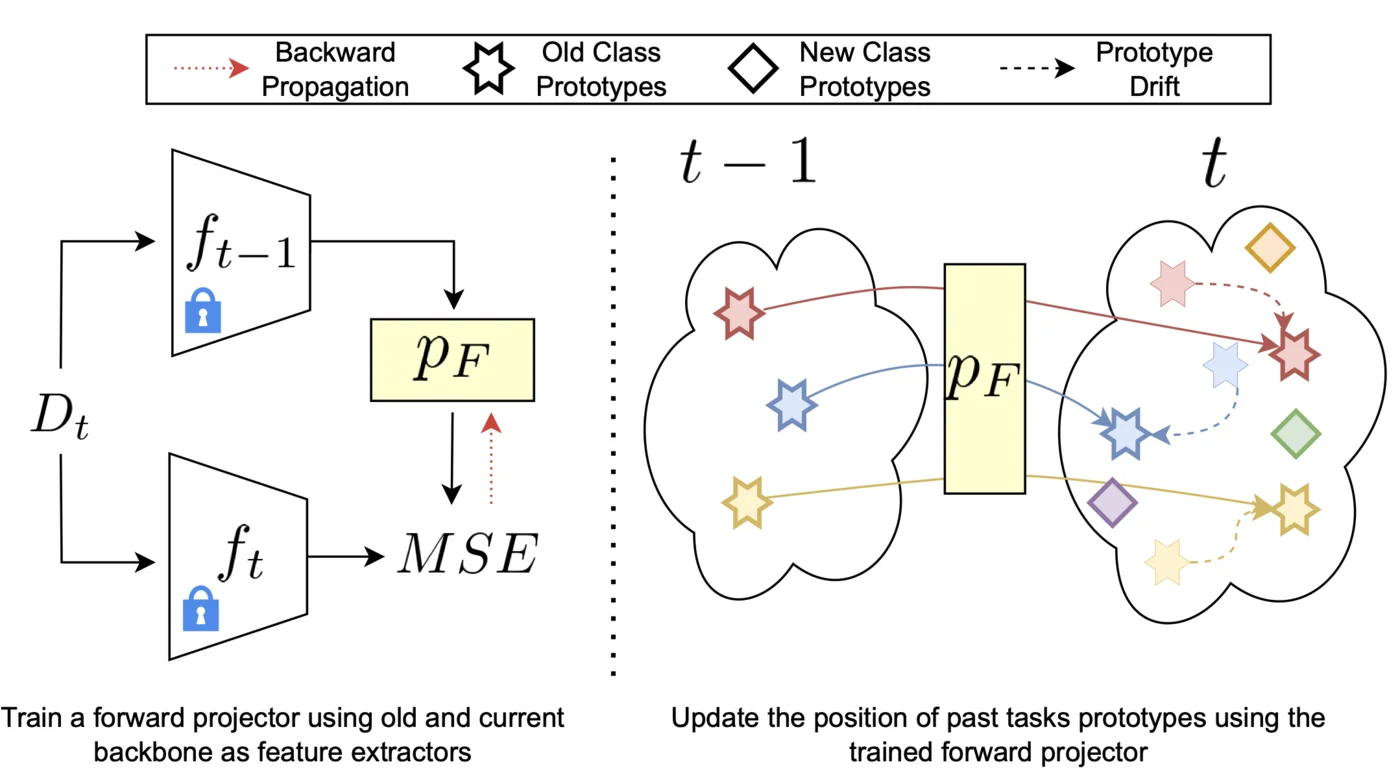 Backward
Propagation
Old Class
Prototypes
New Class
Prototypes
Prototype
Drift
t − 1
t
f_{t−1}
p_F
D_t
f_t
MSE
p_F
Train a forward projector using old and current
backbone as feature extractors
Update the position of past tasks prototypes using the
trained forward projector